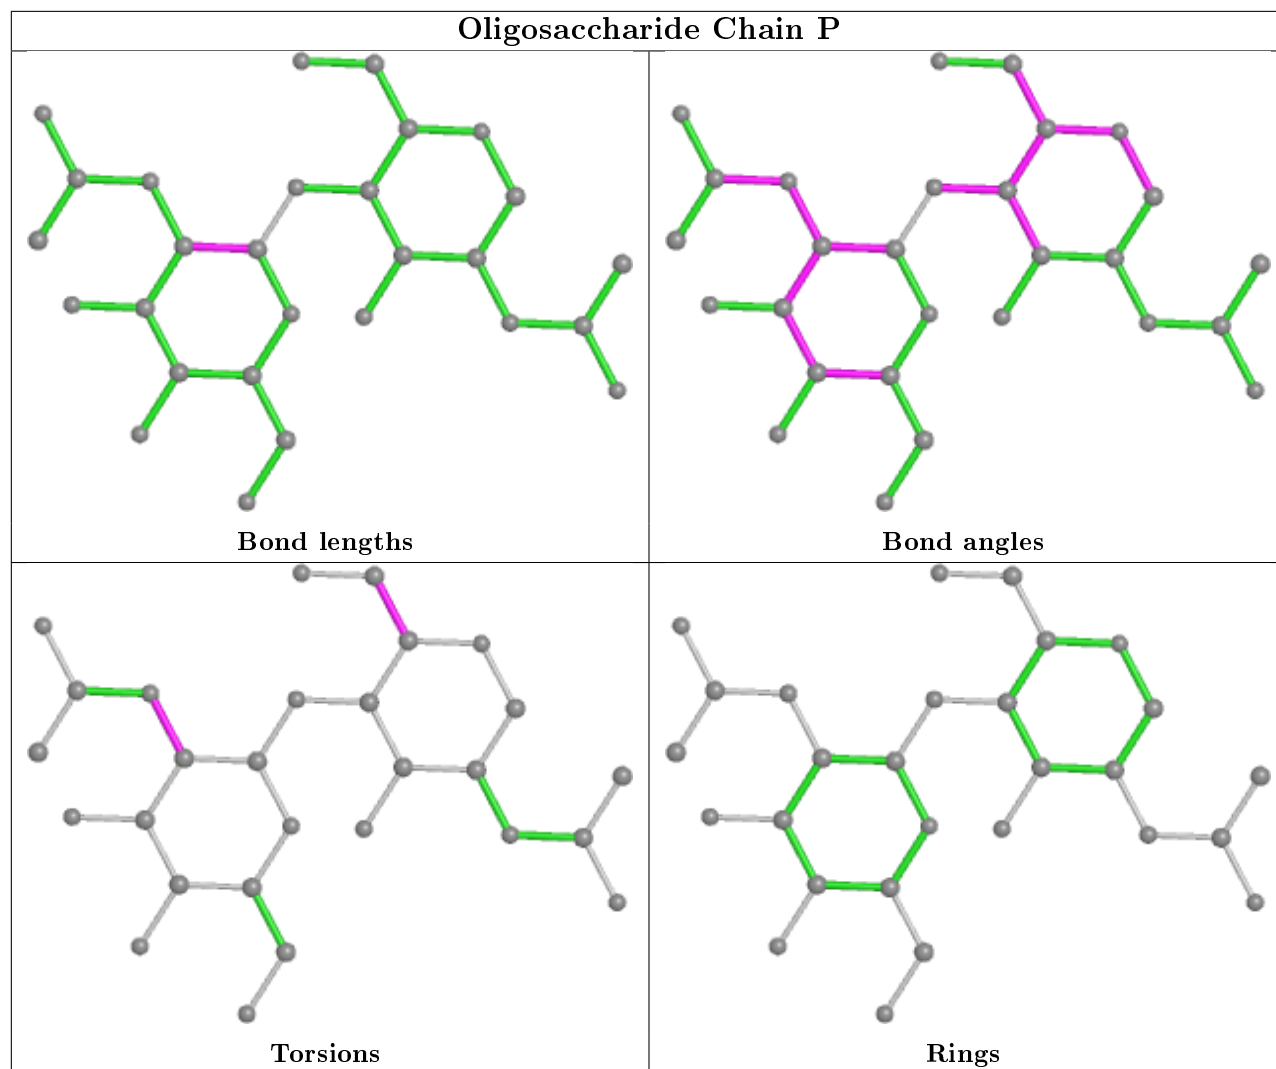 Oligosaccharide Chain P
Bond lengths
Bond angles
Torsions
Rings